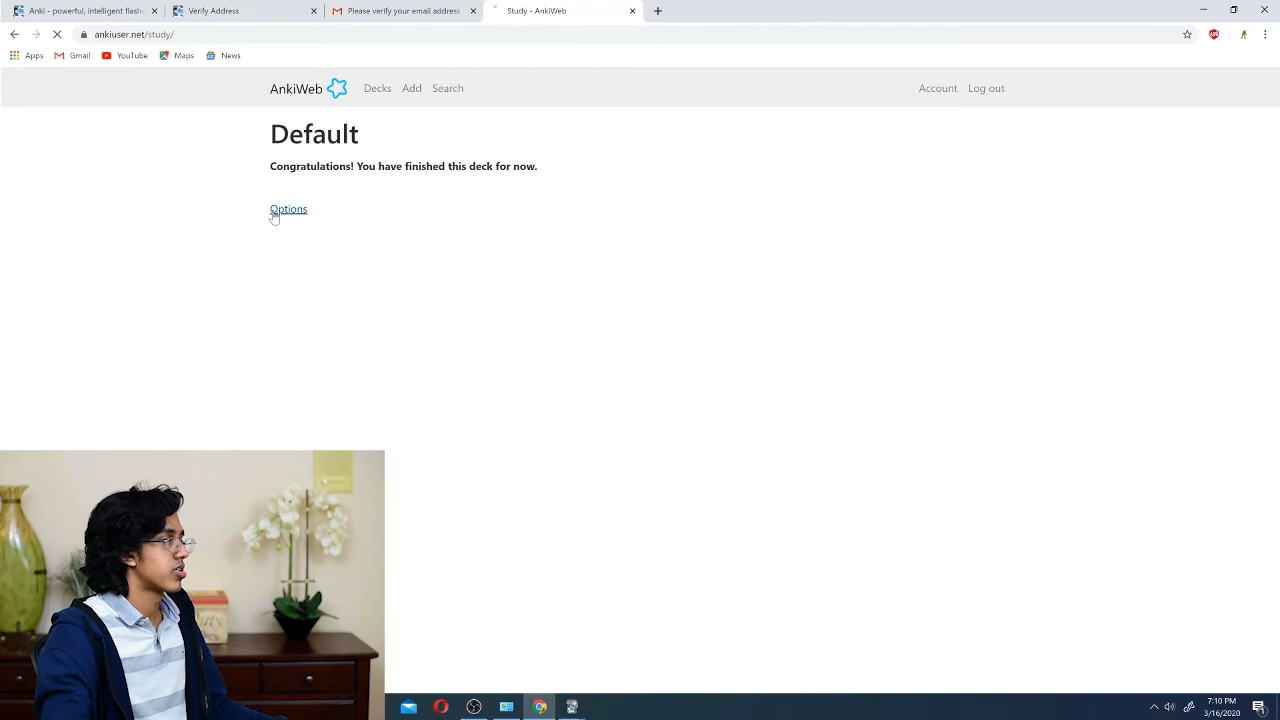 Anki - powerful, intelligent flash
Verify Address
Please verify your email address
Study - AnkiWeb
ankiuser.net/study/
Apps
Gmail
YouTube
Maps
News
AnkiWeb
Decks
Add
Search
Account
Log out
Default
Congratulations! You have finished this deck for now.
Options
7:10 PM
3/16/2020